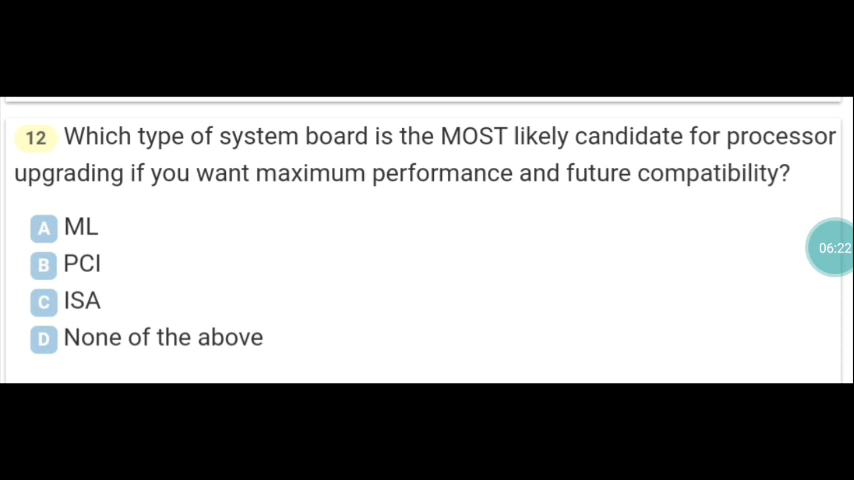 12 Which type of system board is the MOST likely candidate for processor
upgrading if you want maximum performance and future compatibility?
A ML
B PCI
C ISA
D None of the above
06:22